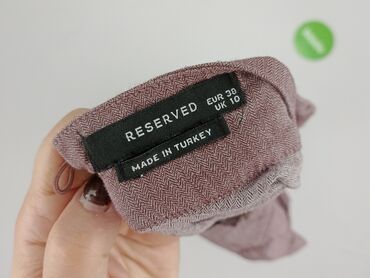 RESERVED
EUR 38
UK 10
MADE IN TURKEY